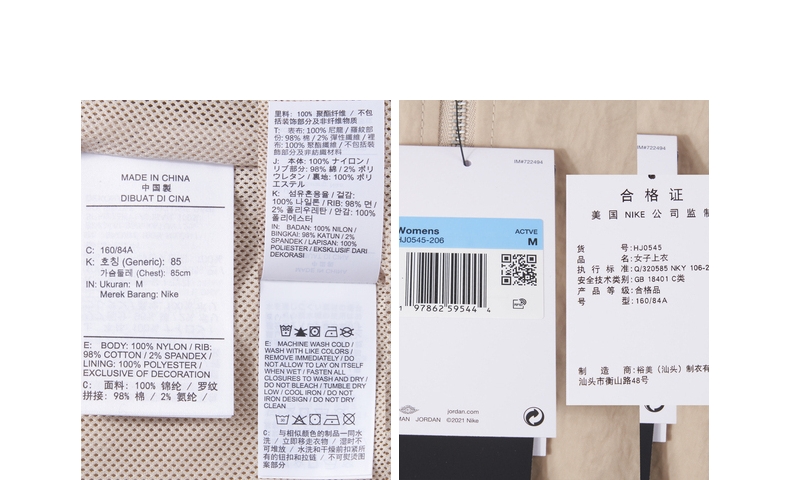 MADE IN CHINA
中國製
DIBUAT DI CINA
C: 160/84A
K: 호칭 (Generic): 85
가슴둘레 (Chest): 85cm
IN: Ukuran: M
Merek Barang: Nike
E: BODY: 100% NYLON / RIB:
98% COTTON / 2% SPANDEX /
LINING: 100% POLYESTER /
EXCLUSIVE OF DECORATION
C: 面料: 100% 锦纶 / 罗纹
拼接: 98% 棉 / 2% 氨纶 /
里料: 100% 聚酯纤维 / 不包
括装饰部分及非纤维物质
T: 表布: 100% 尼龍 / 羅紋部
份: 98% 棉 / 2% 彈性纖維 / 裡
布: 100% 聚酯纖維 / 不包括裝
飾部分及非紡織材料
J: 本体: 100% ナイロン /
リブ部分: 98% 綿 / 2% ポリ
ウレタン / 裏地: 100% ポリ
エステル
K: 섬유혼용율 / 겉감:
100% 나일론 / RIB: 98% 면 /
2% 폴리우레탄 / 안감: 100%
폴리에스터
IN: BADAN: 100% NILON /
BINGKAI: 98% KATUN / 2%
SPANDEK / LAPISAN: 100%
POLIESTER / EKSKLUSIF DARI
DEKORASI
E: MACHINE WASH COLD /
WASH WITH LIKE COLORS /
REMOVE IMMEDIATELY / DO
NOT ALLOW TO LAY ON ITSELF
WHEN WET / FASTEN ALL
CLOSURES TO WASH AND DRY /
DO NOT BLEACH / TUMBLE DRY
LOW / COOL IRON / DO NOT
IRON DESIGN / DO NOT DRY
CLEAN
C: 与相似颜色的制品一同水
洗 / 立即移走衣物 / 湿时不
可堆放 / 水洗和干燥前扣紧所
有的钮扣和拉链 / 不可熨烫图
案部分
IM#722494
Womens
HJ0545-206
ACTVE
M
97862 59544 4
MAN JORDAN
jordan.com
©2021 Nike
IM#722494
合格证
美国 NIKE 公司监制
货号:HJ0545
品名:女子上衣
执行标准:Q/320585 NKY 106-2
安全技术类别:GB 18401 C类
产品等级:合格品
号型:160/84A
制造商:裕美 (汕头) 制衣有
汕头市衡山路48号